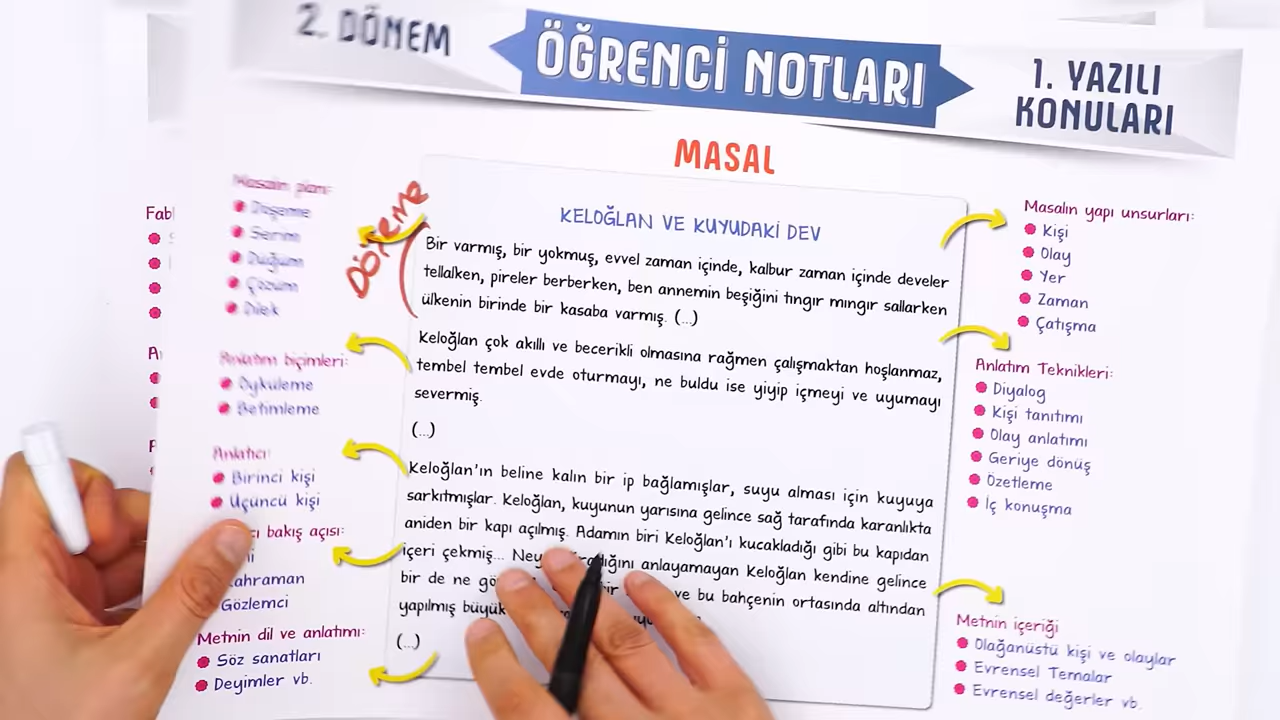 2. DÖNEM
ÖĞRENCİ NOTLARI
1. YAZILI
KONULARI
MASAL
Masalın planı:
Döşeme
Serim
Düğüm
Çözüm
Dilek
Anlatım biçimleri:
Öyküleme
Betimleme
Anlatıcı:
Birinci kişi
Üçüncü kişi
bakış açısı:
Gözlemci
Metnin dil ve anlatımı:
Söz sanatları
Deyimler vb.
KELOĞLAN VE KUYUDAKİ DEV
Bir varmış, bir yokmuş, evvel zaman içinde, kalbur zaman içinde develer
tellalken, pireler berberken, ben annemin beşiğini tıngır mıngır sallarken
ülkenin birinde bir kasaba varmış. (...)
Keloğlan çok akıllı ve becerikli olmasına rağmen çalışmaktan hoşlanmaz,
tembel tembel evde oturmayı, ne buldu ise yiyip içmeyi ve uyumayı
severmiş.
(...)
Keloğlan'ın beline kalın bir ip bağlamışlar, suyu alması için kuyuya
sarkıtmışlar. Keloğlan, kuyunun yarısına gelince sağ tarafında karanlıkta
aniden bir kapı açılmış. Adamın biri Keloğlan'ı kucakladığı gibi bu kapıdan
içeri çekmiş... anlayamayan Keloğlan kendine gelince
bir de ne ve bu bahçenin ortasında altından
yapılmış büyük
(...)
Masalın yapı unsurları:
Kişi
Olay
Yer
Zaman
Çatışma
Anlatım Teknikleri:
Diyalog
Kişi tanıtımı
Olay anlatımı
Geriye dönüş
Özetleme
İç konuşma
Metnin içeriği
Olağanüstü kişi ve olaylar
Evrensel Temalar
Evrensel değerler vb.